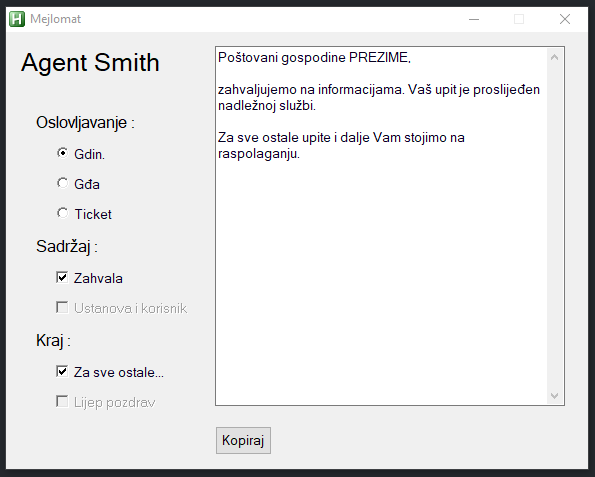 Mejlomat
Agent Smith
Oslovljavanje :
Gdin.
Gđa
Ticket
Sadržaj :
Zahvala
Ustanova i korisnik
Kraj :
Za sve ostale...
Lijep pozdrav
Poštovani gospodine PREZIME,
zahvaljujemo na informacijama. Vaš upit je proslijeđen
nadležnoj službi.
Za sve ostale upite i dalje Vam stojimo na
raspolaganju.
Kopiraj